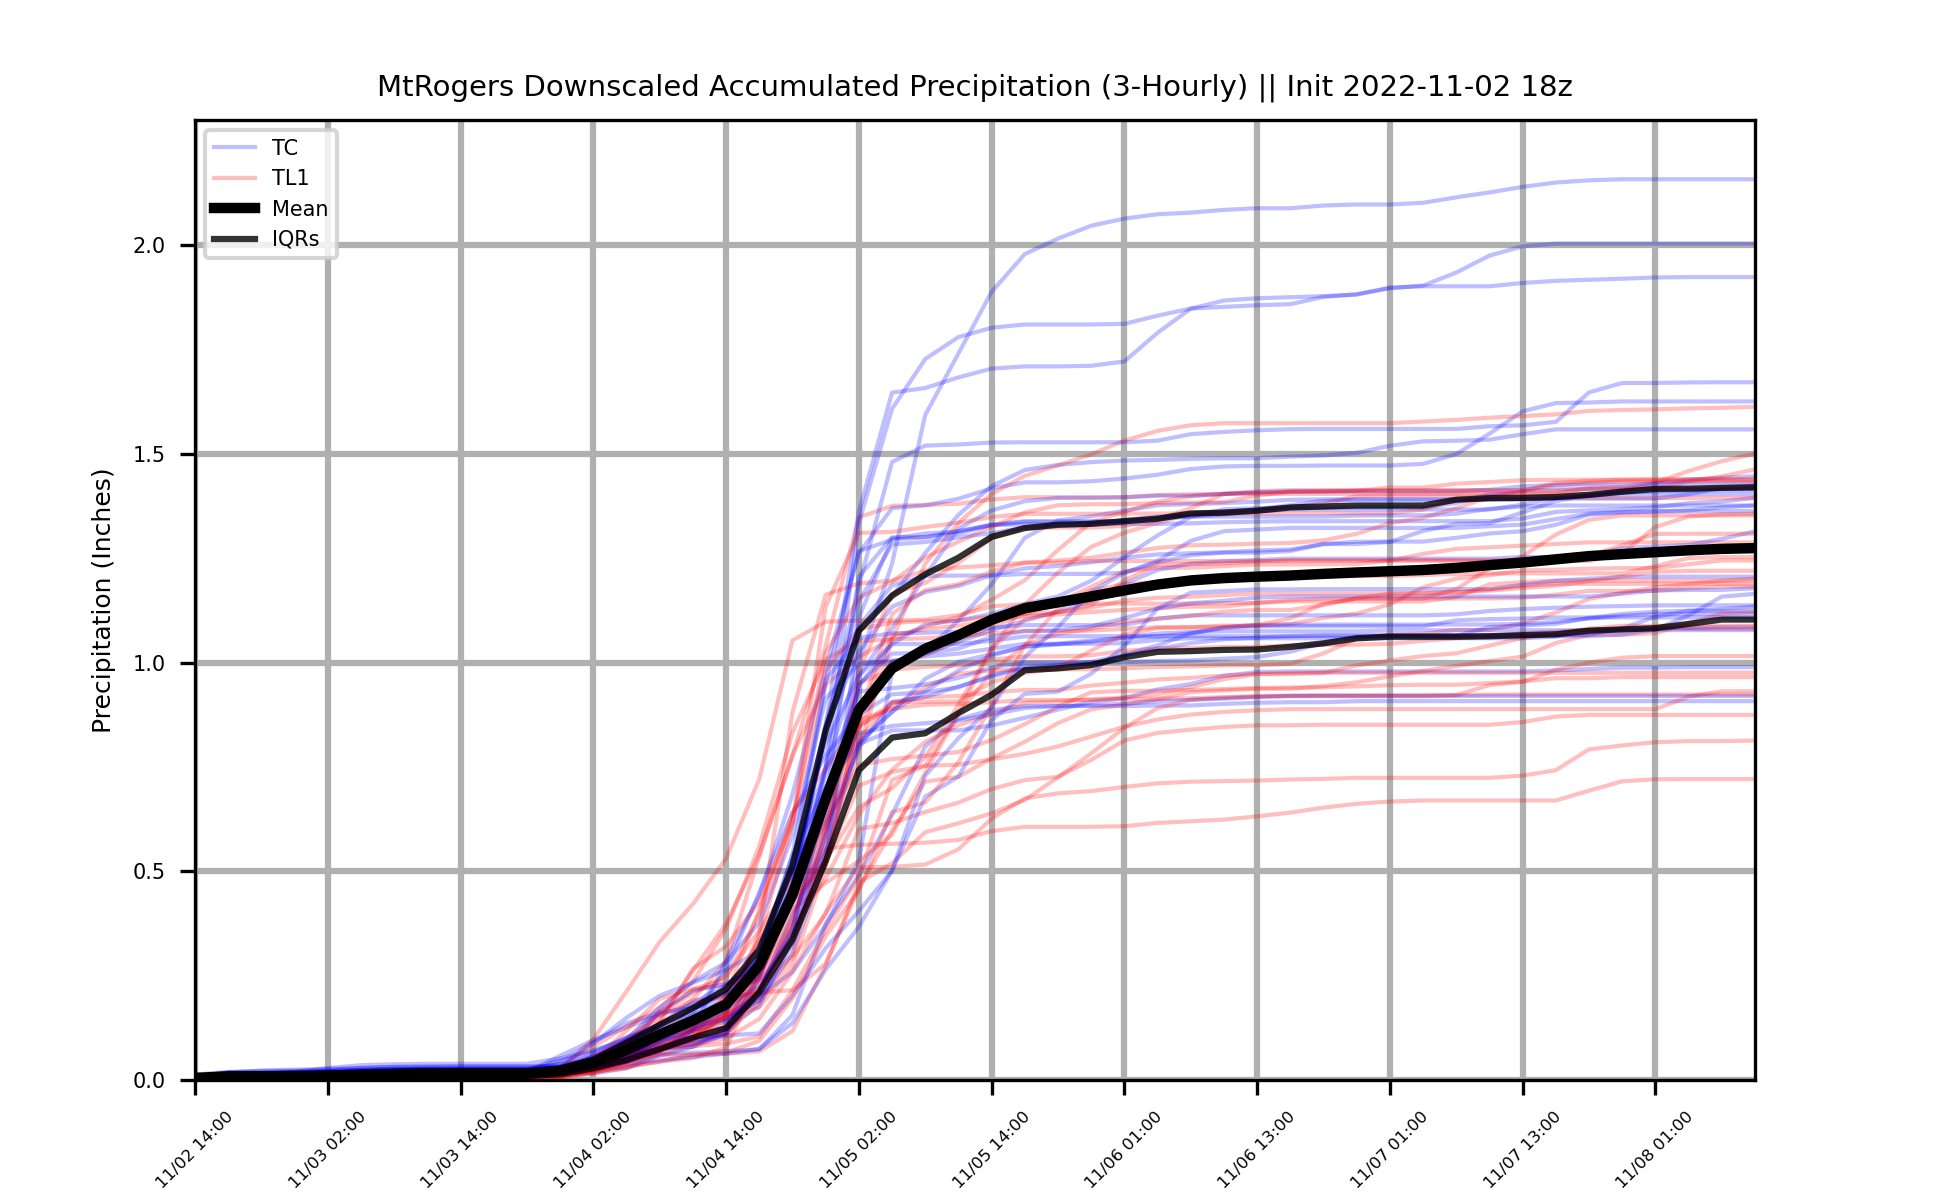 MtRogers Downscaled Accumulated Precipitation (3-Hourly) || Init 2022-11-02 18z
TC
TL1
Mean
IQRs
Precipitation (Inches)
2.0
1.5
1.0
0.5
0.0
11/02 14:00
11/03 02:00
11/03 14:00
11/04 02:00
11/04 14:00
11/05 02:00
11/05 14:00
11/06 01:00
11/06 13:00
11/07 01:00
11/07 13:00
11/08 01:00